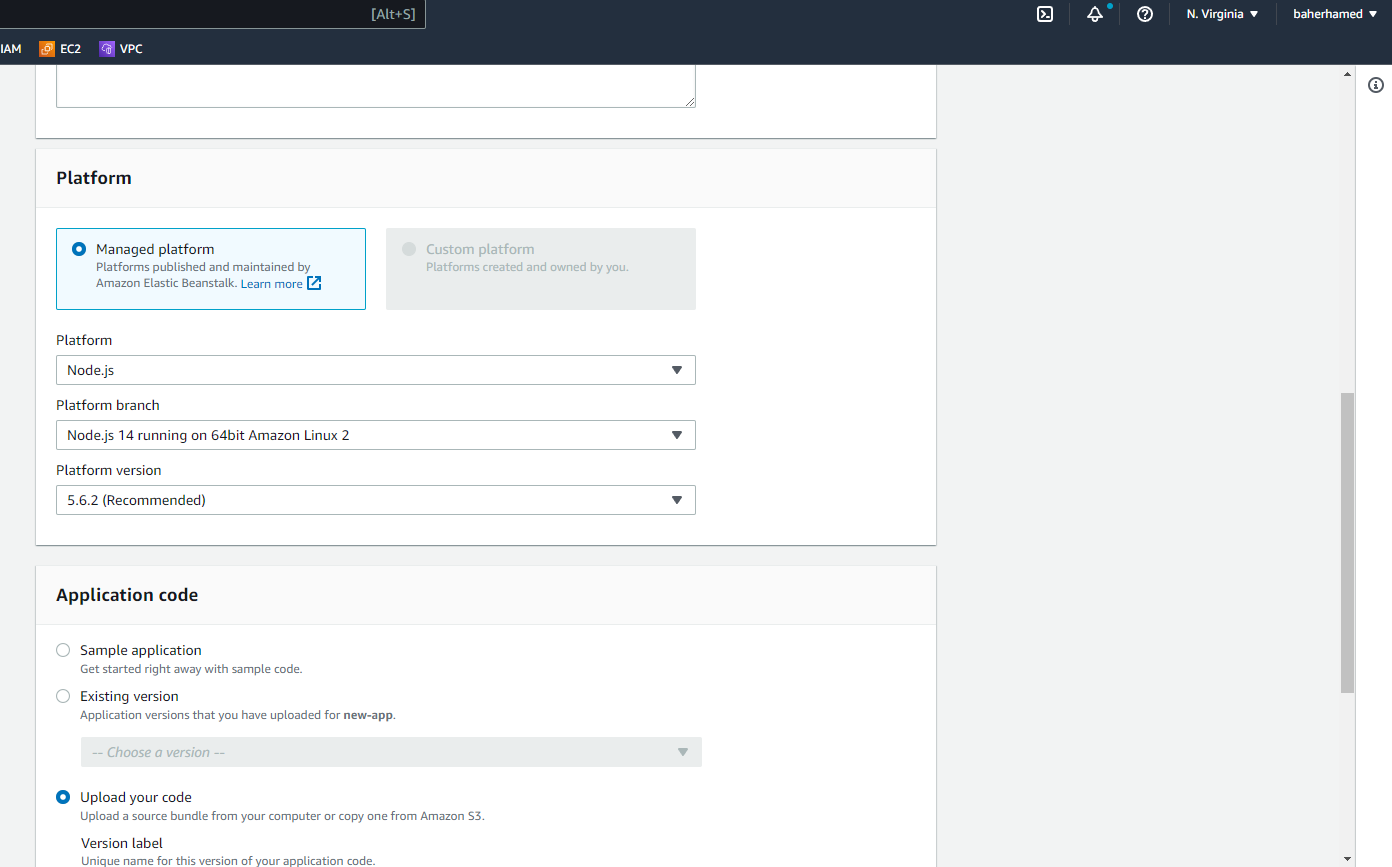 [Alt+S]
N. Virginia
baherhamed
IAM
EC2
VPC
Platform
Managed platform
Platforms published and maintained by
Amazon Elastic Beanstalk. Learn more
Custom platform
Platforms created and owned by you.
Platform
Node.js
Platform branch
Node.js 14 running on 64bit Amazon Linux 2
Platform version
5.6.2 (Recommended)
Application code
Sample application
Get started right away with sample code.
Existing version
Application versions that you have uploaded for new-app.
-- Choose a version --
Upload your code
Upload a source bundle from your computer or copy one from Amazon S3.
Version label
Unique name for this version of your application code.